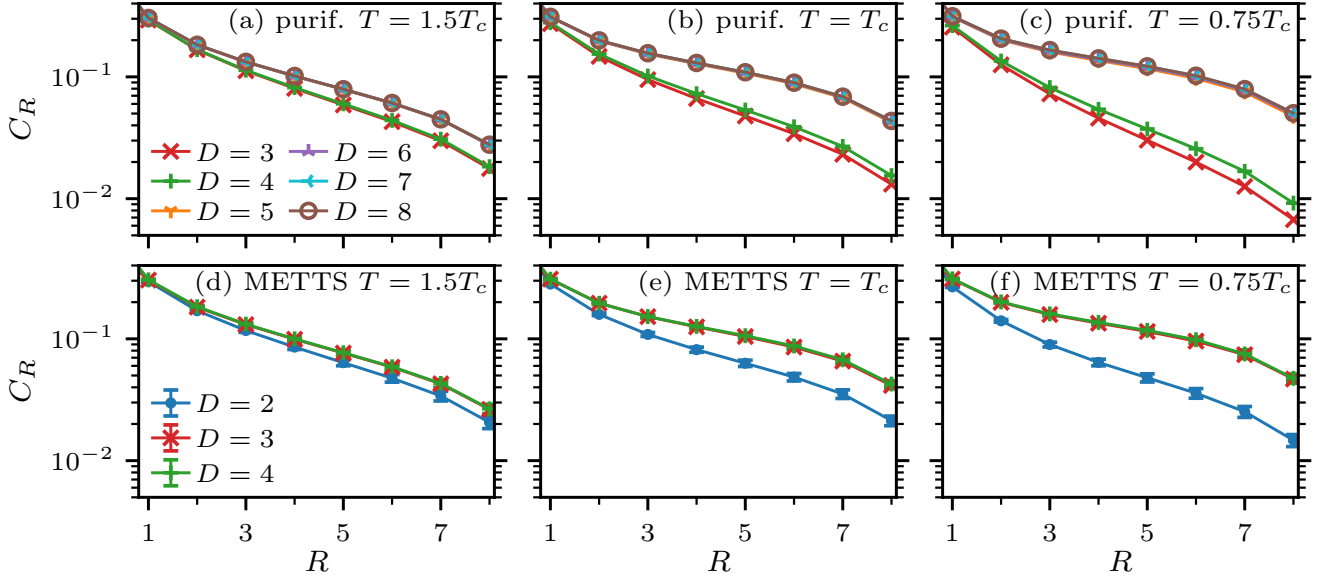 (a) purif. T = 1.5T_c
(b) purif. T = T_c
(c) purif. T = 0.75T_c
C_R
10^{-1}
10^{-2}
D = 3
D = 4
D = 5
D = 6
D = 7
D = 8
(d) METTS T = 1.5T_c
(e) METTS T = T_c
(f) METTS T = 0.75T_c
C_R
10^{-1}
10^{-2}
D = 2
D = 3
D = 4
1 3 5 7
1 3 5 7
1 3 5 7
R
R
R